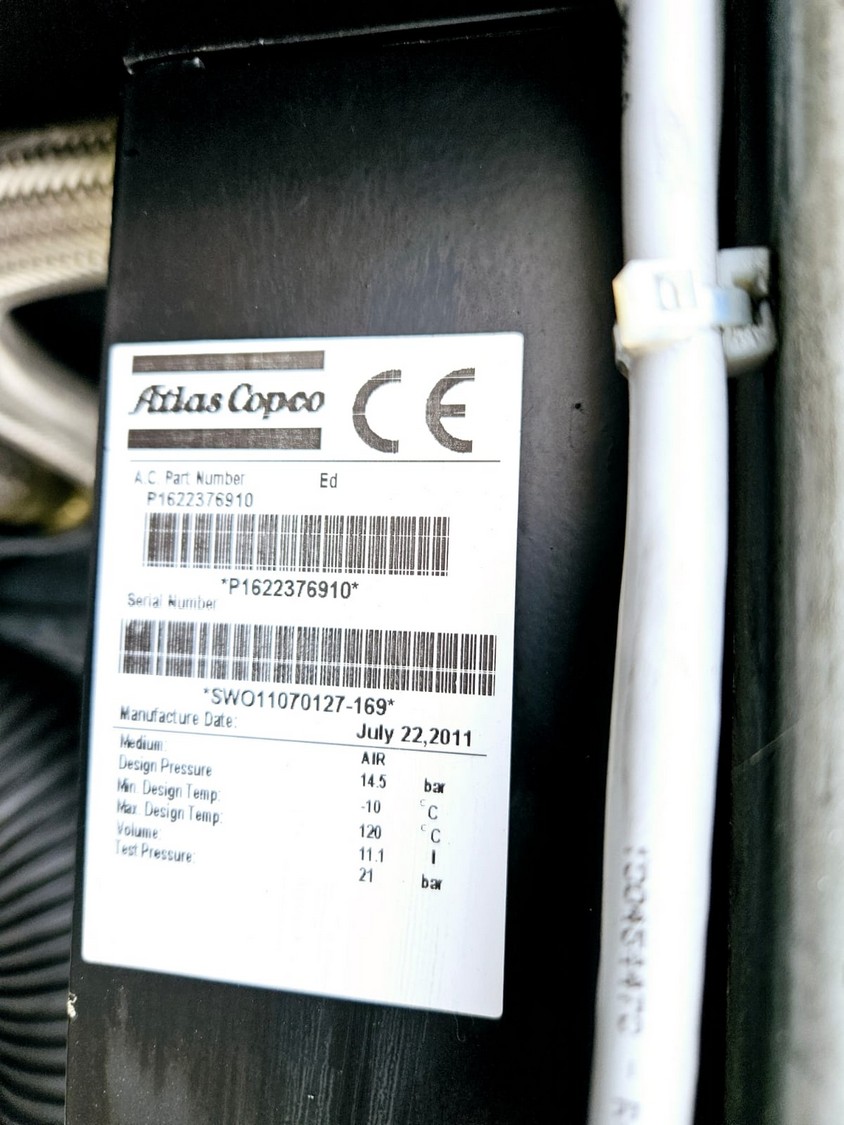 Atlas Copco CE
A.C. Part Number Ed
P1622376910
*P1622376910*
Serial Number
*SWO11070127-169*
Manufacture Date: July 22,2011
Medium: AIR
Design Pressure 14.5 bar
Min. Design Temp: -10 °C
Max. Design Temp: 120 °C
Volume: 11.1 l
Test Pressure: 21 bar